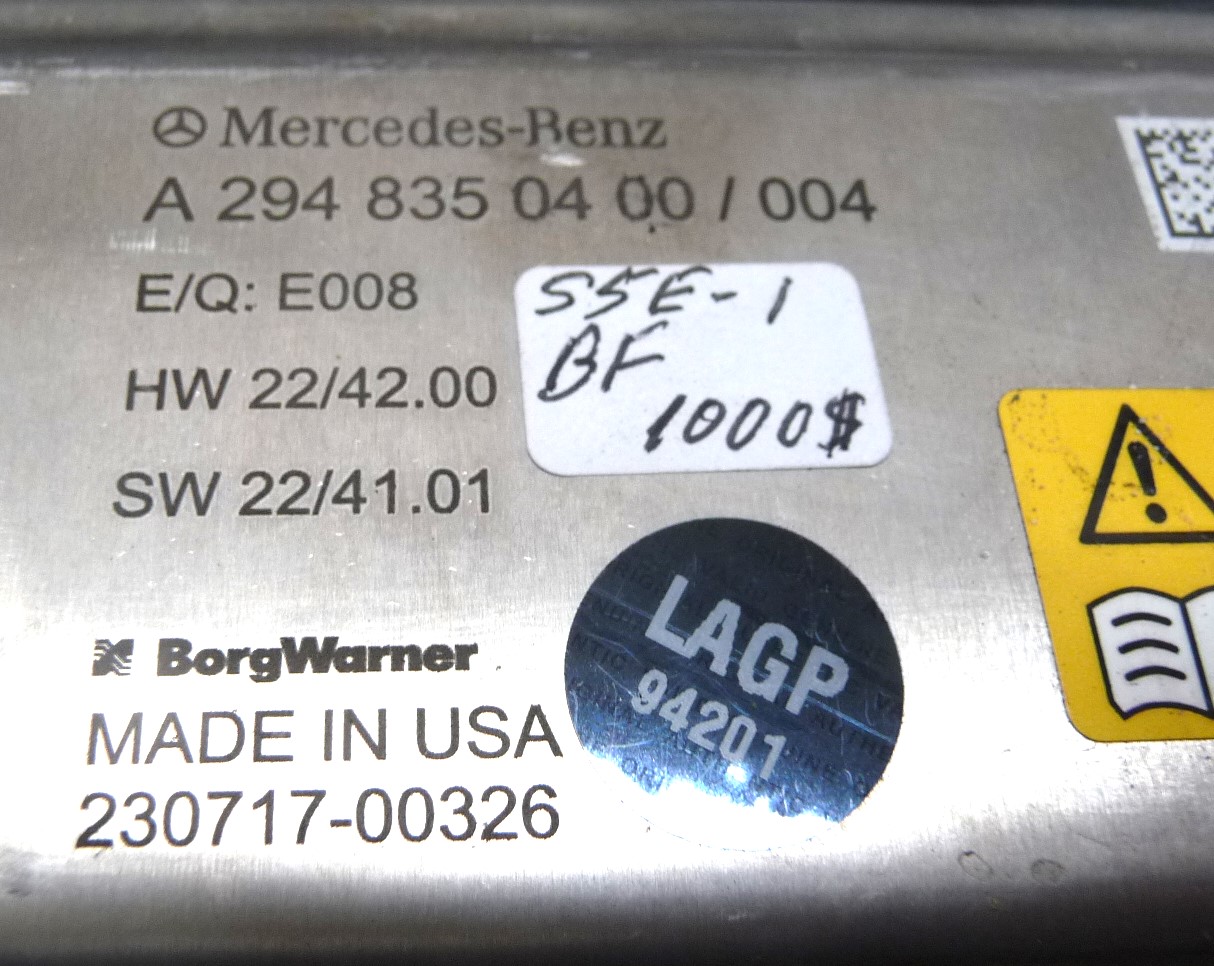 Mercedes-Benz
A 294 835 04 00 / 004
E/Q: E008
HW 22/42.00
SW 22/41.01
S5E-1
BF
1000$
BorgWarner
MADE IN USA
230717-00326
LAGP
94201